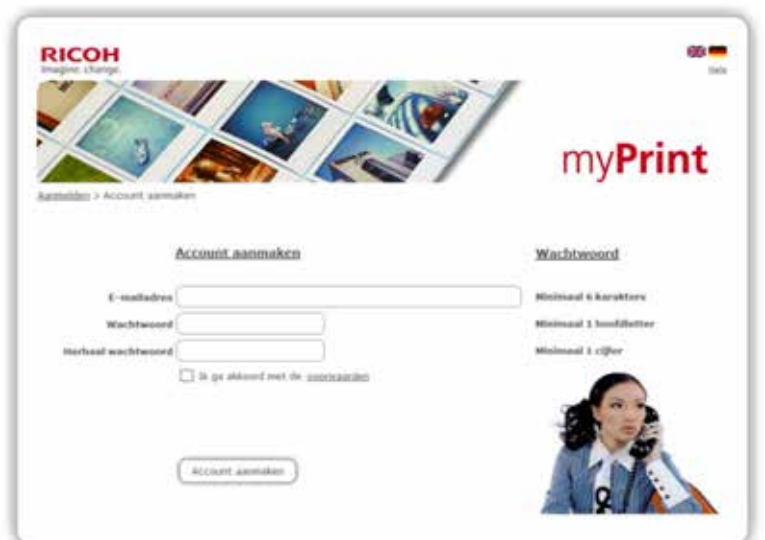 RICOH
imagine. change.
Help
myPrint
Aanmelden > Account aanmaken
Account aanmaken
Wachtwoord
E-mailadres
Minimaal 6 karakters
Wachtwoord
Minimaal 1 hoofdletter
Herhaal wachtwoord
Minimaal 1 cijfer
Ik ga akkoord met de voorwaarden
Account aanmaken